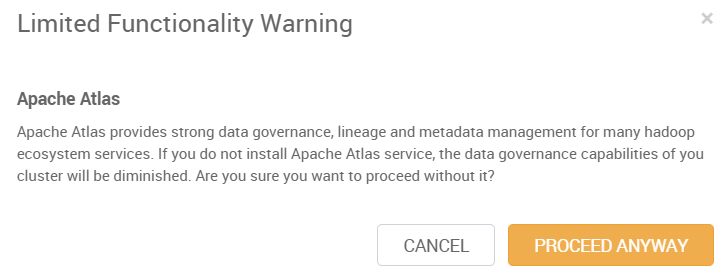 Limited Functionality Warning
×
Apache Atlas
Apache Atlas provides strong data governance, lineage and metadata management for many hadoop
ecosystem services. If you do not install Apache Atlas service, the data governance capabilities of you
cluster will be diminished. Are you sure you want to proceed without it?
CANCEL
PROCEED ANYWAY